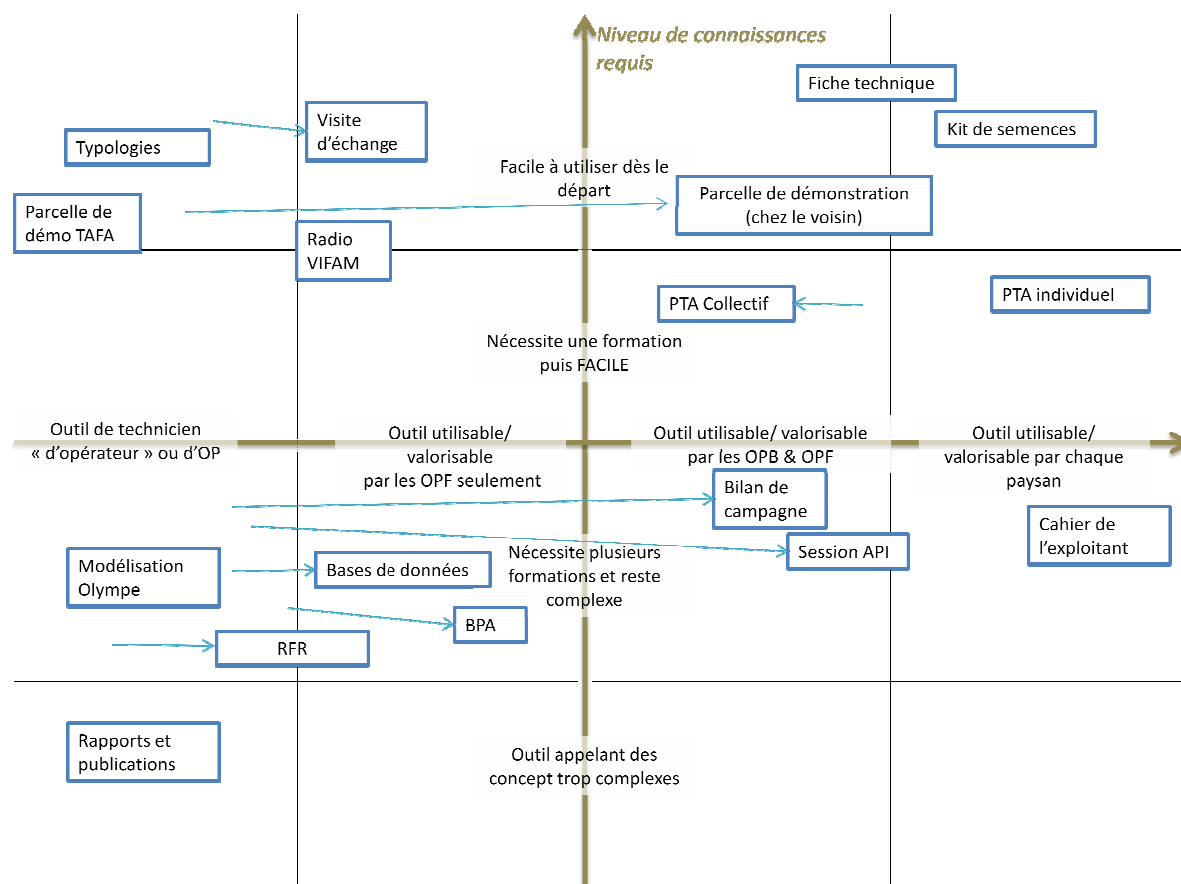 Niveau de connaissances
requis
Fiche technique
Visite
d’échange
Kit de semences
Typologies
Facile à utiliser dès le
départ
Parcelle de démonstration
(chez le voisin)
Parcelle de
démo TAFA
Radio
VIFAM
PTA Collectif
PTA individuel
Nécessite une formation
puis FACILE
Outil de technicien
« d’opérateur » ou d’OP
Outil utilisable/
valorisable
par les OPF seulement
Outil utilisable/ valorisable
par les OPB & OPF
Outil utilisable/
valorisable par chaque
paysan
Bilan de
campagne
Cahier de
l’exploitant
Session API
Modélisation
Olympe
Bases de données
Nécessite plusieurs
formations et reste
complexe
BPA
RFR
Rapports et
publications
Outil appelant des
concept trop complexes